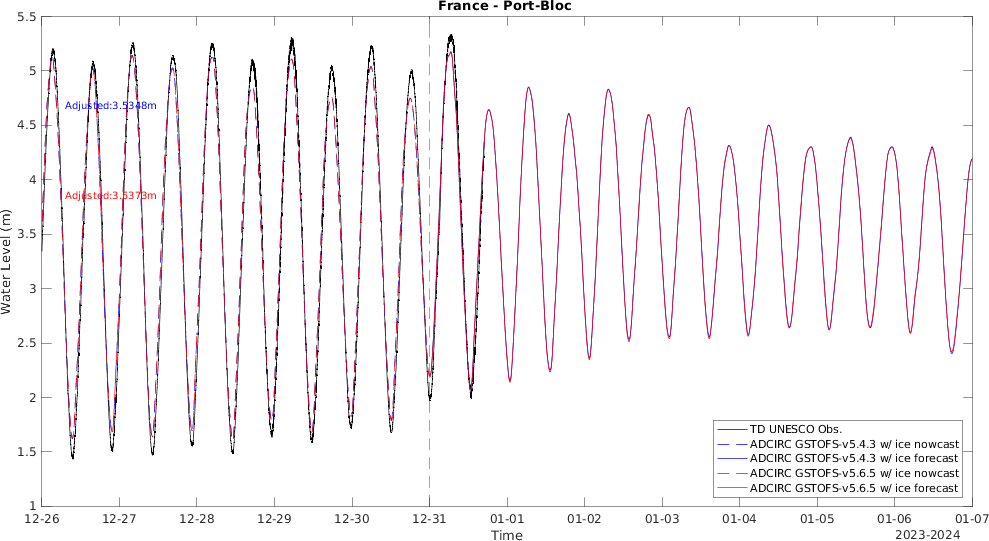 France - Port-Bloc
5.5
5
4.5
4
3.5
3
2.5
2
1.5
1
Water Level (m)
Adjusted:3.5348m
Adjusted:3.5373m
TD UNESCO Obs.
ADCIRC GSTOFS-v5.4.3 w/ ice nowcast
ADCIRC GSTOFS-v5.4.3 w/ ice forecast
ADCIRC GSTOFS-v5.6.5 w/ ice nowcast
ADCIRC GSTOFS-v5.6.5 w/ ice forecast
12-26 12-27 12-28 12-29 12-30 12-31 01-01 01-02 01-03 01-04 01-05 01-06 01-07
Time
2023-2024